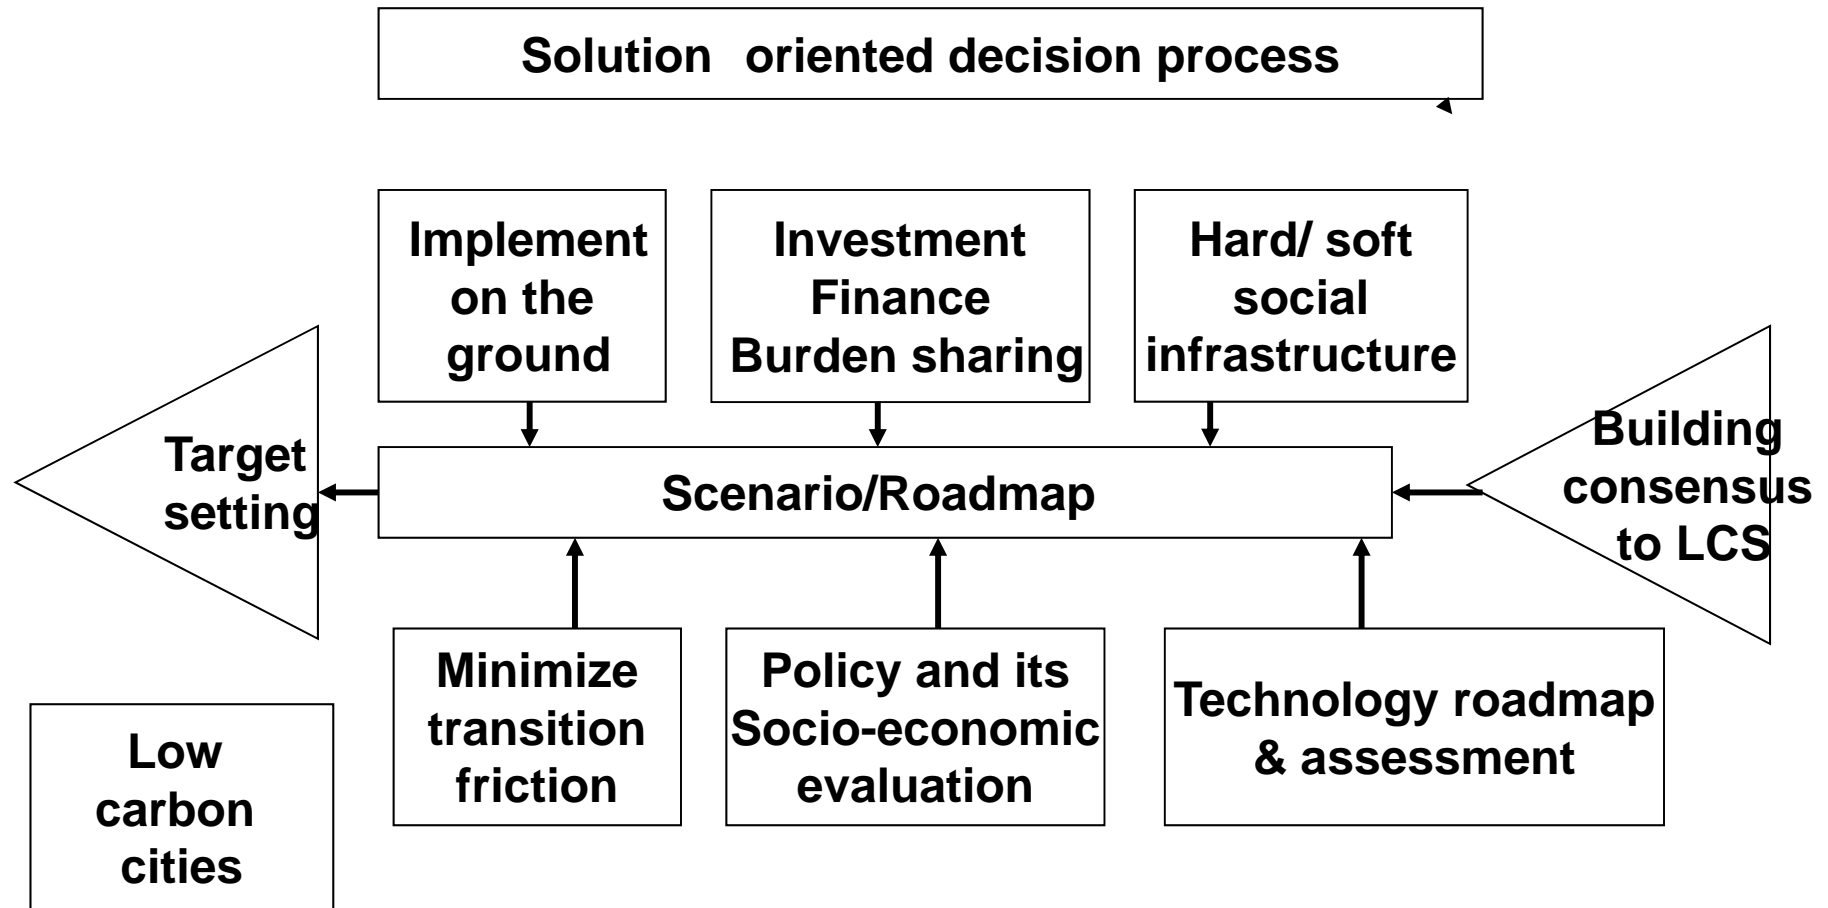 Solution oriented decision process
Implement
on the
ground
Investment
Finance
Burden sharing
Hard/ soft
social
infrastructure
Target
setting
Scenario/Roadmap
Building
consensus
to LCS
Minimize
transition
friction
Policy and its
Socio-economic
evaluation
Technology roadmap
& assessment
Low
carbon
cities